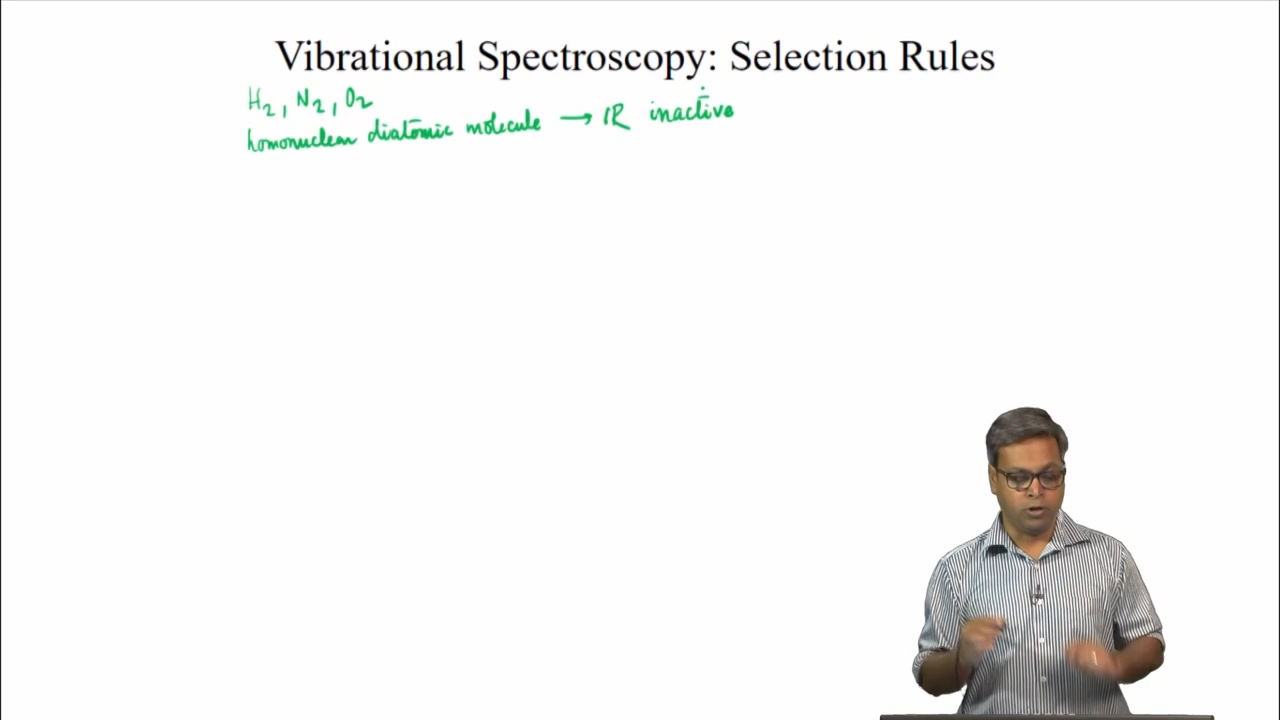 Vibrational Spectroscopy: Selection Rules
H₂, N₂, O₂
homonuclear diatomic molecule → IR inactive